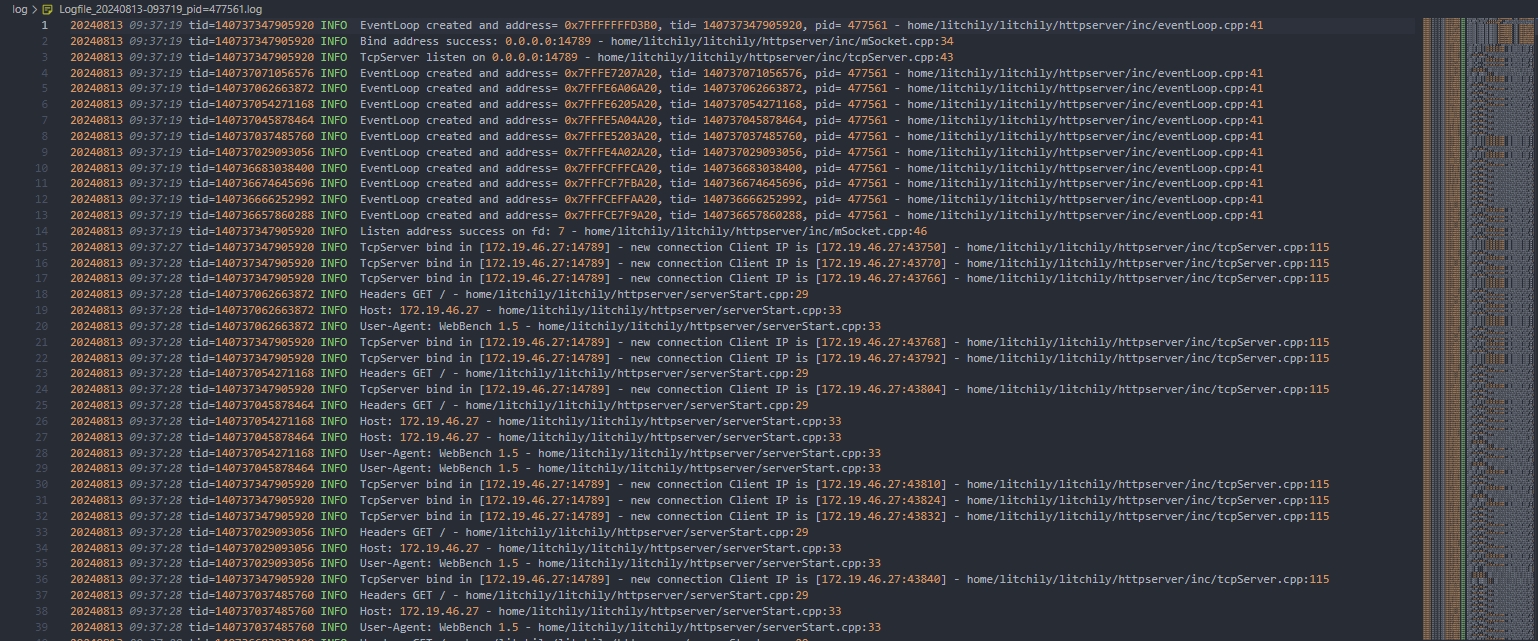 log > Logfile_20240813-093719_pid=477561.log
1 20240813 09:37:19 tid=140737347905920 INFO EventLoop created and address= 0x7FFFFFFFD3B0, tid= 140737347905920, pid= 477561 - home/litchily/litchily/httpserver/inc/eventLoop.cpp:41
2 20240813 09:37:19 tid=140737347905920 INFO Bind address success: 0.0.0.0:14789 - home/litchily/litchily/httpserver/inc/mSocket.cpp:34
3 20240813 09:37:19 tid=140737347905920 INFO TcpServer listen on 0.0.0.0:14789 - home/litchily/litchily/httpserver/inc/tcpServer.cpp:43
4 20240813 09:37:19 tid=140737071056576 INFO EventLoop created and address= 0x7FFFE7207A20, tid= 140737071056576, pid= 477561 - home/litchily/litchily/httpserver/inc/eventLoop.cpp:41
5 20240813 09:37:19 tid=140737062663872 INFO EventLoop created and address= 0x7FFFE6A06A20, tid= 140737062663872, pid= 477561 - home/litchily/litchily/httpserver/inc/eventLoop.cpp:41
6 20240813 09:37:19 tid=140737054271168 INFO EventLoop created and address= 0x7FFFE6205A20, tid= 140737054271168, pid= 477561 - home/litchily/litchily/httpserver/inc/eventLoop.cpp:41
7 20240813 09:37:19 tid=140737045878464 INFO EventLoop created and address= 0x7FFFE5A04A20, tid= 140737045878464, pid= 477561 - home/litchily/litchily/httpserver/inc/eventLoop.cpp:41
8 20240813 09:37:19 tid=140737037485760 INFO EventLoop created and address= 0x7FFFE5203A20, tid= 140737037485760, pid= 477561 - home/litchily/litchily/httpserver/inc/eventLoop.cpp:41
9 20240813 09:37:19 tid=140737029093056 INFO EventLoop created and address= 0x7FFFE4A02A20, tid= 140737029093056, pid= 477561 - home/litchily/litchily/httpserver/inc/eventLoop.cpp:41
10 20240813 09:37:19 tid=140736683038400 INFO EventLoop created and address= 0x7FFFCFFFCA20, tid= 140736683038400, pid= 477561 - home/litchily/litchily/httpserver/inc/eventLoop.cpp:41
11 20240813 09:37:19 tid=140736674645696 INFO EventLoop created and address= 0x7FFFCF7FBA20, tid= 140736674645696, pid= 477561 - home/litchily/litchily/httpserver/inc/eventLoop.cpp:41
12 20240813 09:37:19 tid=140736666252992 INFO EventLoop created and address= 0x7FFFCEFFAA20, tid= 140736666252992, pid= 477561 - home/litchily/litchily/httpserver/inc/eventLoop.cpp:41
13 20240813 09:37:19 tid=140736657860288 INFO EventLoop created and address= 0x7FFFCE7F9A20, tid= 140736657860288, pid= 477561 - home/litchily/litchily/httpserver/inc/eventLoop.cpp:41
14 20240813 09:37:19 tid=140737347905920 INFO Listen address success on fd: 7 - home/litchily/litchily/httpserver/inc/mSocket.cpp:46
15 20240813 09:37:27 tid=140737347905920 INFO TcpServer bind in [172.19.46.27:14789] - new connection Client IP is [172.19.46.27:43750] - home/litchily/litchily/httpserver/inc/tcpServer.cpp:115
16 20240813 09:37:28 tid=140737347905920 INFO TcpServer bind in [172.19.46.27:14789] - new connection Client IP is [172.19.46.27:43770] - home/litchily/litchily/httpserver/inc/tcpServer.cpp:115
17 20240813 09:37:28 tid=140737347905920 INFO TcpServer bind in [172.19.46.27:14789] - new connection Client IP is [172.19.46.27:43766] - home/litchily/litchily/httpserver/inc/tcpServer.cpp:115
18 20240813 09:37:28 tid=140737062663872 INFO Headers GET / - home/litchily/litchily/httpserver/serverStart.cpp:29
19 20240813 09:37:28 tid=140737062663872 INFO Host: 172.19.46.27 - home/litchily/litchily/httpserver/serverStart.cpp:33
20 20240813 09:37:28 tid=140737062663872 INFO User-Agent: WebBench 1.5 - home/litchily/litchily/httpserver/serverStart.cpp:33
21 20240813 09:37:28 tid=140737347905920 INFO TcpServer bind in [172.19.46.27:14789] - new connection Client IP is [172.19.46.27:43768] - home/litchily/litchily/httpserver/inc/tcpServer.cpp:115
22 20240813 09:37:28 tid=140737347905920 INFO TcpServer bind in [172.19.46.27:14789] - new connection Client IP is [172.19.46.27:43792] - home/litchily/litchily/httpserver/inc/tcpServer.cpp:115
23 20240813 09:37:28 tid=140737054271168 INFO Headers GET / - home/litchily/litchily/httpserver/serverStart.cpp:29
24 20240813 09:37:28 tid=140737347905920 INFO TcpServer bind in [172.19.46.27:14789] - new connection Client IP is [172.19.46.27:43804] - home/litchily/litchily/httpserver/inc/tcpServer.cpp:115
25 20240813 09:37:28 tid=140737045878464 INFO Headers GET / - home/litchily/litchily/httpserver/serverStart.cpp:29
26 20240813 09:37:28 tid=140737054271168 INFO Host: 172.19.46.27 - home/litchily/litchily/httpserver/serverStart.cpp:33
27 20240813 09:37:28 tid=140737045878464 INFO Host: 172.19.46.27 - home/litchily/litchily/httpserver/serverStart.cpp:33
28 20240813 09:37:28 tid=140737054271168 INFO User-Agent: WebBench 1.5 - home/litchily/litchily/httpserver/serverStart.cpp:33
29 20240813 09:37:28 tid=140737045878464 INFO User-Agent: WebBench 1.5 - home/litchily/litchily/httpserver/serverStart.cpp:33
30 20240813 09:37:28 tid=140737347905920 INFO TcpServer bind in [172.19.46.27:14789] - new connection Client IP is [172.19.46.27:43810] - home/litchily/litchily/httpserver/inc/tcpServer.cpp:115
31 20240813 09:37:28 tid=140737347905920 INFO TcpServer bind in [172.19.46.27:14789] - new connection Client IP is [172.19.46.27:43824] - home/litchily/litchily/httpserver/inc/tcpServer.cpp:115
32 20240813 09:37:28 tid=140737347905920 INFO TcpServer bind in [172.19.46.27:14789] - new connection Client IP is [172.19.46.27:43832] - home/litchily/litchily/httpserver/inc/tcpServer.cpp:115
33 20240813 09:37:28 tid=140737029093056 INFO Headers GET / - home/litchily/litchily/httpserver/serverStart.cpp:29
34 20240813 09:37:28 tid=140737029093056 INFO Host: 172.19.46.27 - home/litchily/litchily/httpserver/serverStart.cpp:33
35 20240813 09:37:28 tid=140737029093056 INFO User-Agent: WebBench 1.5 - home/litchily/litchily/httpserver/serverStart.cpp:33
36 20240813 09:37:28 tid=140737347905920 INFO TcpServer bind in [172.19.46.27:14789] - new connection Client IP is [172.19.46.27:43840] - home/litchily/litchily/httpserver/inc/tcpServer.cpp:115
37 20240813 09:37:28 tid=140737037485760 INFO Headers GET / - home/litchily/litchily/httpserver/serverStart.cpp:29
38 20240813 09:37:28 tid=140737037485760 INFO Host: 172.19.46.27 - home/litchily/litchily/httpserver/serverStart.cpp:33
39 20240813 09:37:28 tid=140737037485760 INFO User-Agent: WebBench 1.5 - home/litchily/litchily/httpserver/serverStart.cpp:33